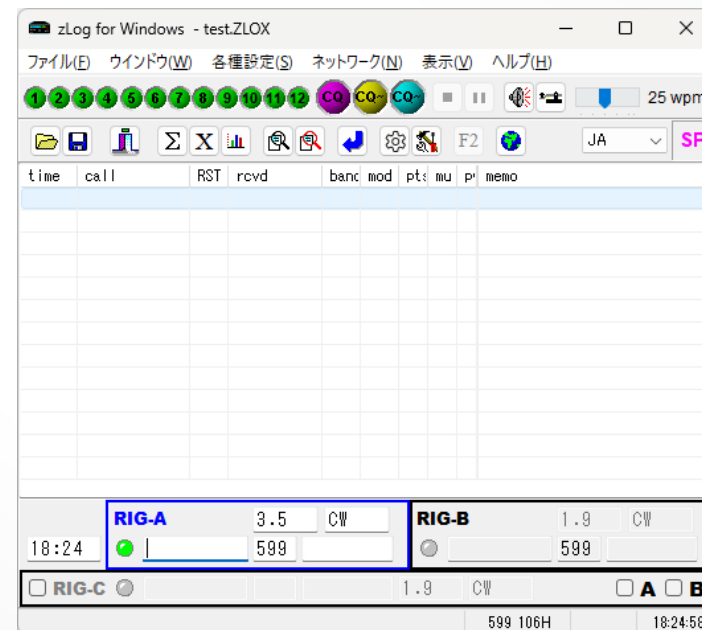 zLog for Windows - test.ZLOX
ファイル(F) ウインドウ(W) 各種設定(S) ネットワーク(N) 表示(V) ヘルプ(H)
1 2 3 4 5 6 7 8 9 10 11 12 CQ CQ~ CQ~ 25 wpm
Σ X F2 JA SP
time call RST rcvd banc mod pts mu memo
RIG-A 3.5 CW RIG-B 1.9 CW
18:24 599 599
RIG-C 1.9 CW A B
599 106H 18:24:58